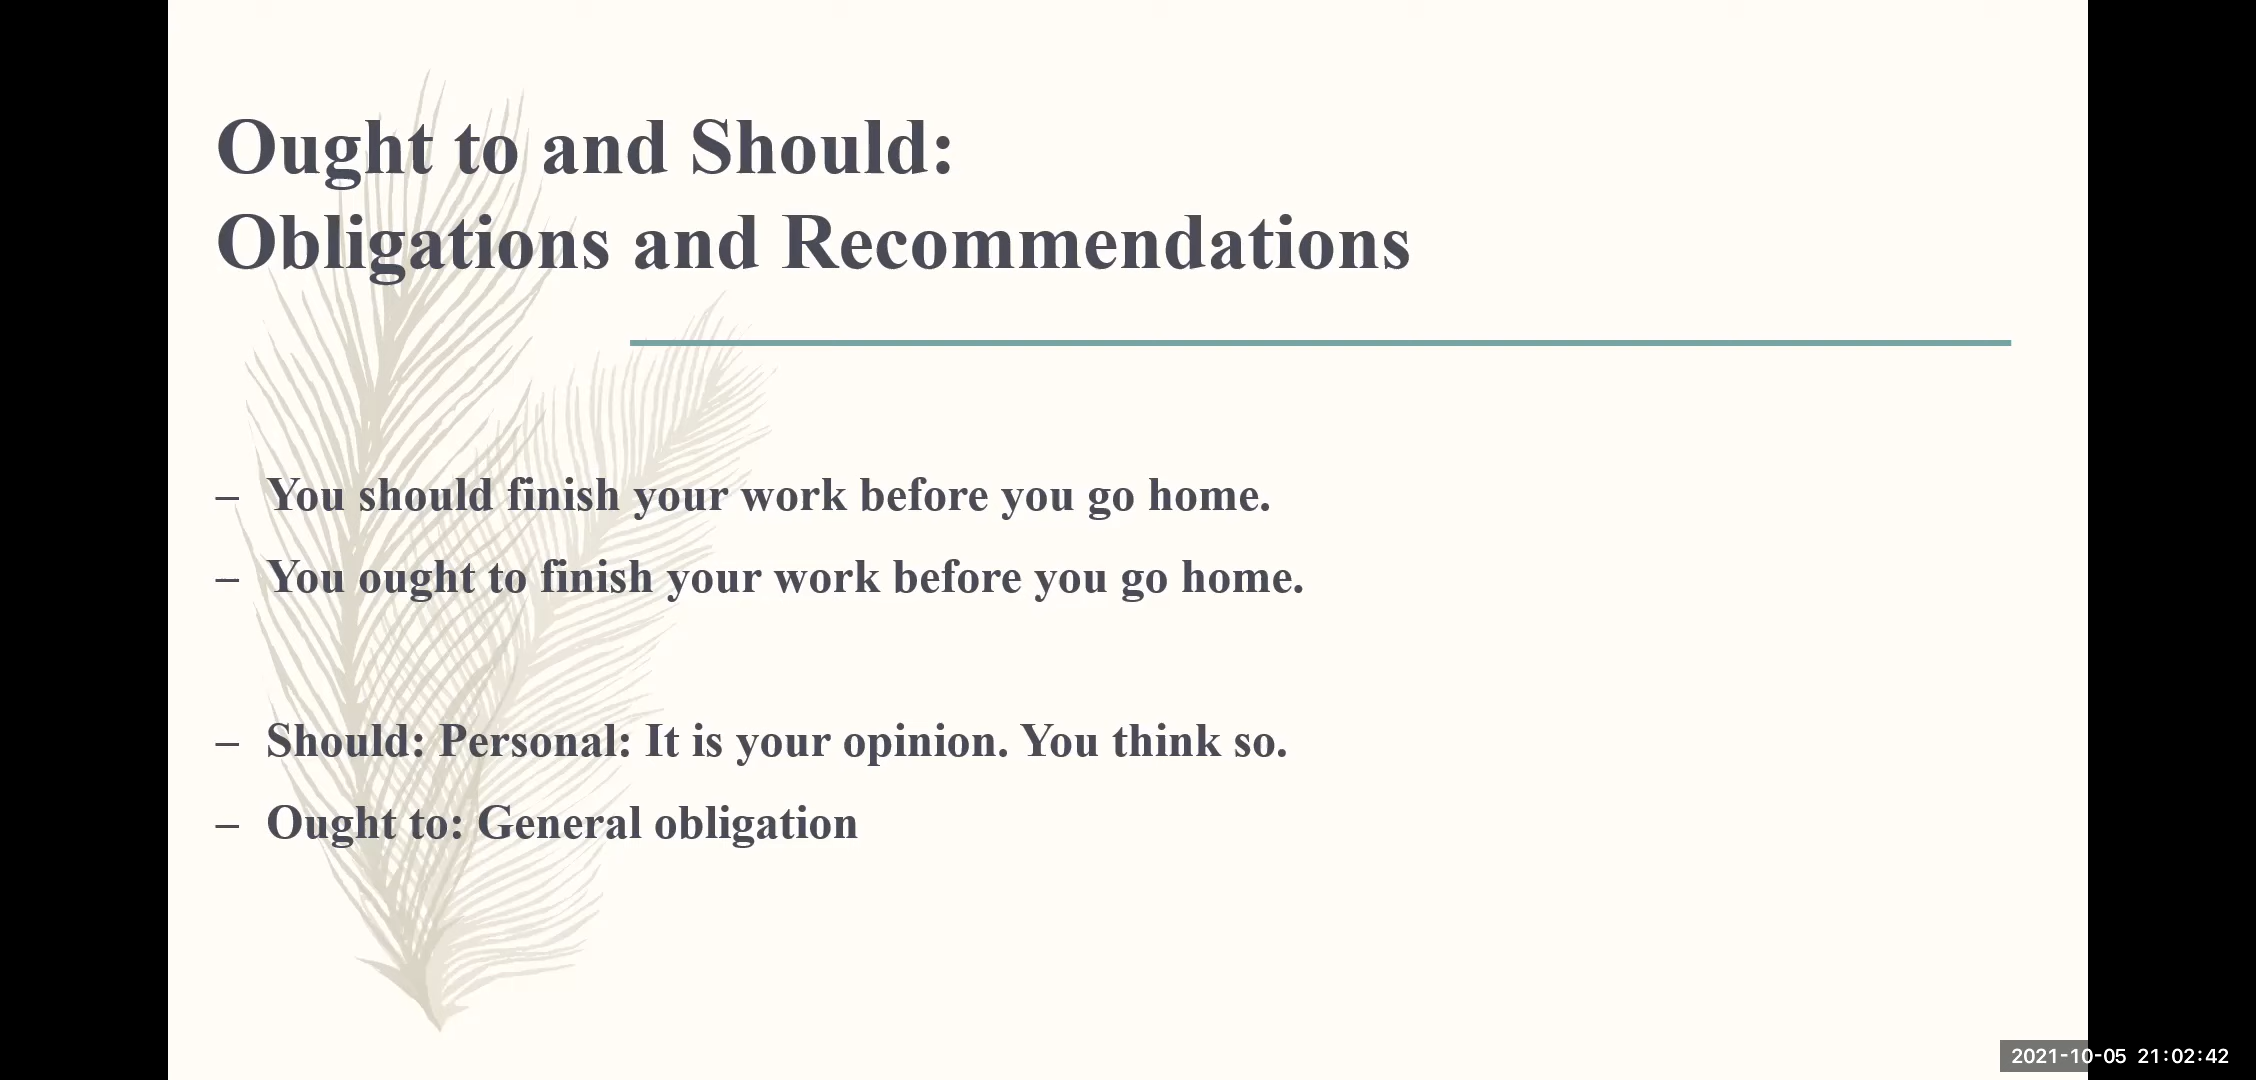 Ought to and Should:
Obligations and Recommendations
– You should finish your work before you go home.
– You ought to finish your work before you go home.
– Should: Personal: It is your opinion. You think so.
– Ought to: General obligation
2021-10-05 21:02:42